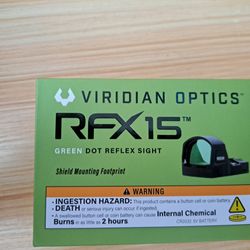 VIRIDIAN OPTICS™
RFX15™
GREEN DOT REFLEX SIGHT
Shield Mounting Footprint
WARNING
• INGESTION HAZARD: This product contains a button cell or coin battery.
• DEATH or serious injury can occur if ingested.
• A swallowed button cell or coin battery can cause Internal Chemical
Burns in as little as 2 hours
CR2032 3V BATTERY